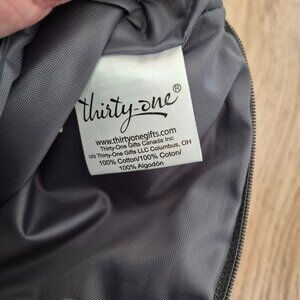 thirty-one®
www.thirtyonegifts.com
Thirty-One Gifts Canada Inc
c/o Thirty-One Gifts LLC Columbus, OH
100% Cotton/100% Coton/
100% Algodón